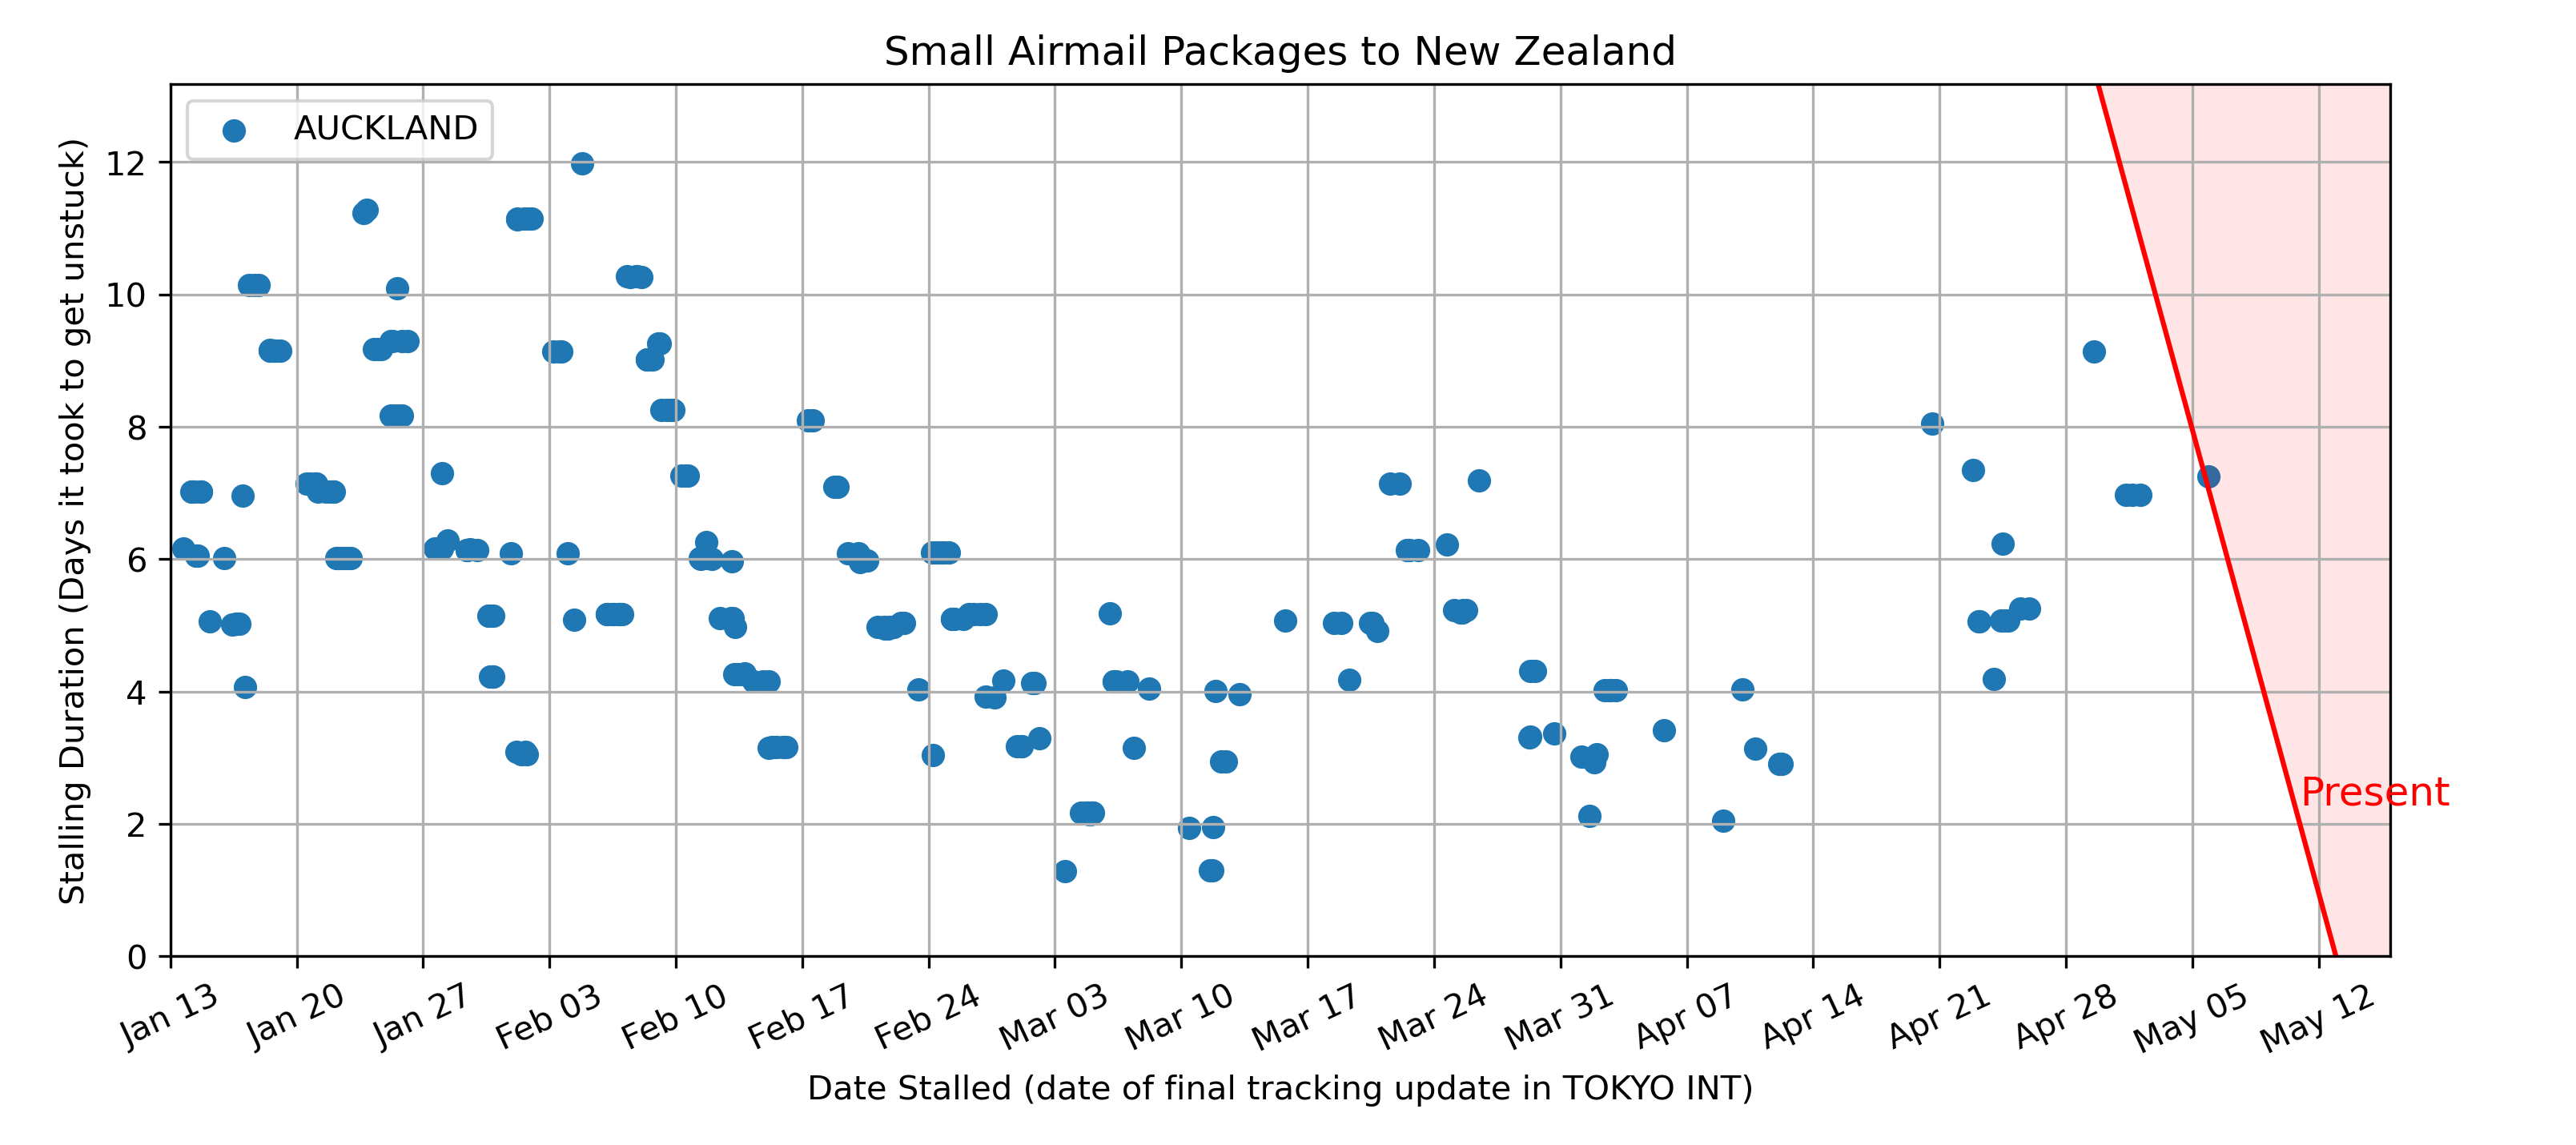 Small Airmail Packages to New Zealand
AUCKLAND
Stalling Duration (Days it took to get unstuck)
12
10
8
6
4
2
0
Present
Jan 13
Jan 20
Jan 27
Feb 03
Feb 10
Feb 17
Feb 24
Mar 03
Mar 10
Mar 17
Mar 24
Mar 31
Apr 07
Apr 14
Apr 21
Apr 28
May 05
May 12
Date Stalled (date of final tracking update in TOKYO INT)